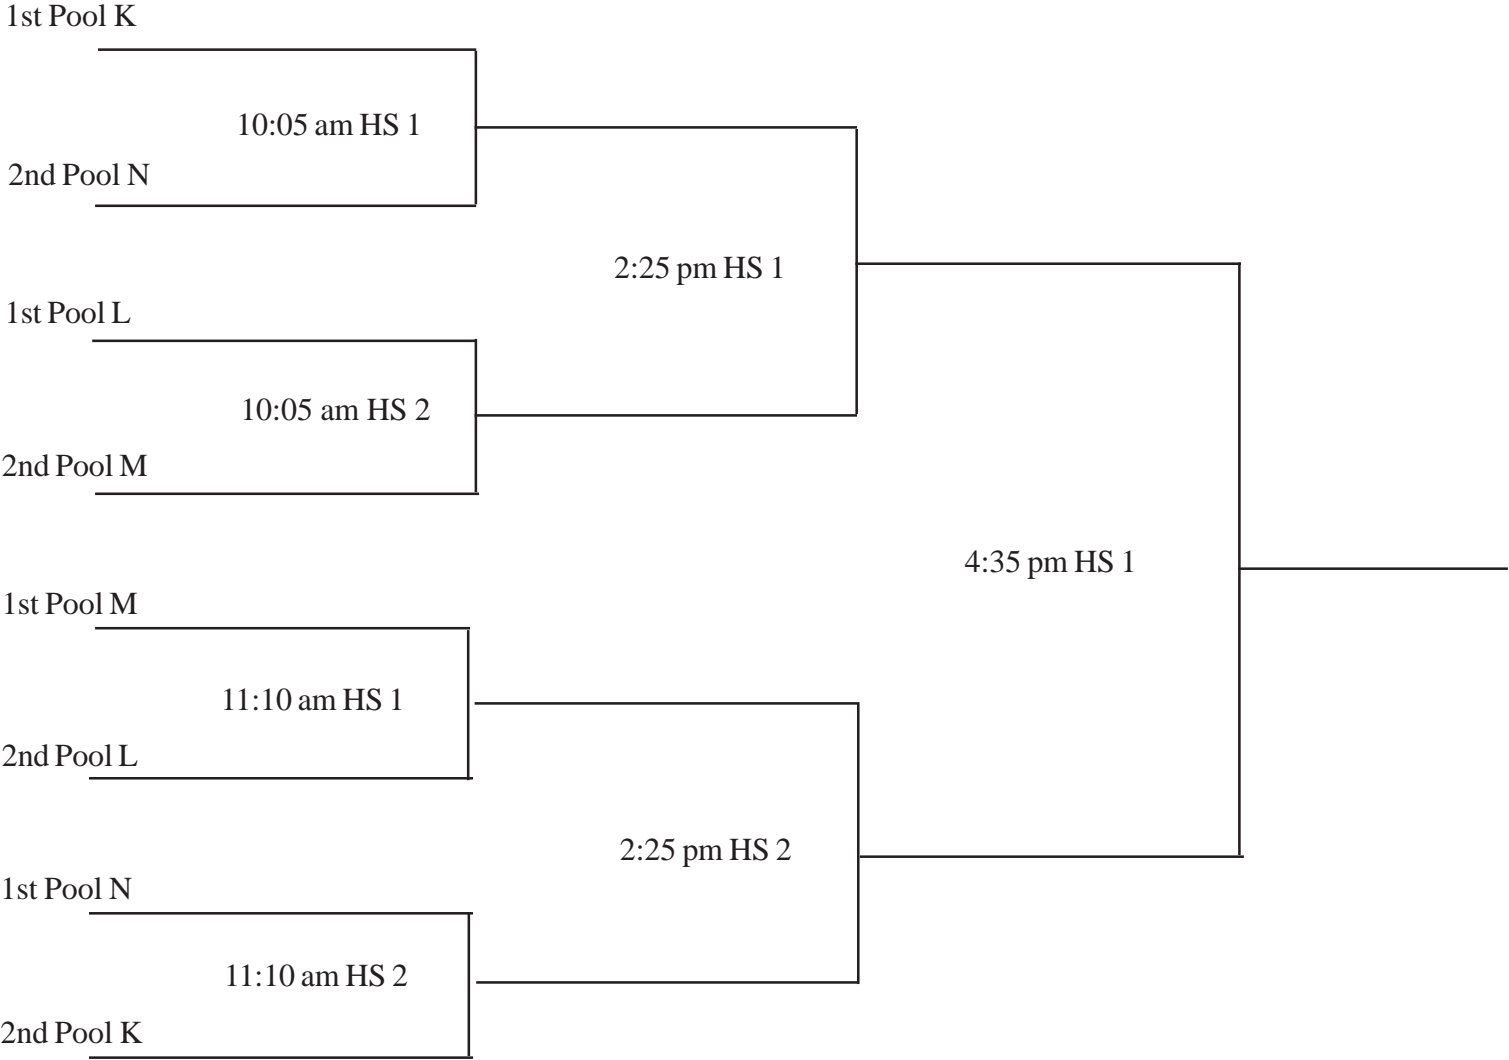 1st Pool K
10:05 am HS 1
2nd Pool N
2:25 pm HS 1
1st Pool L
10:05 am HS 2
2nd Pool M
4:35 pm HS 1
1st Pool M
11:10 am HS 1
2nd Pool L
2:25 pm HS 2
1st Pool N
11:10 am HS 2
2nd Pool K